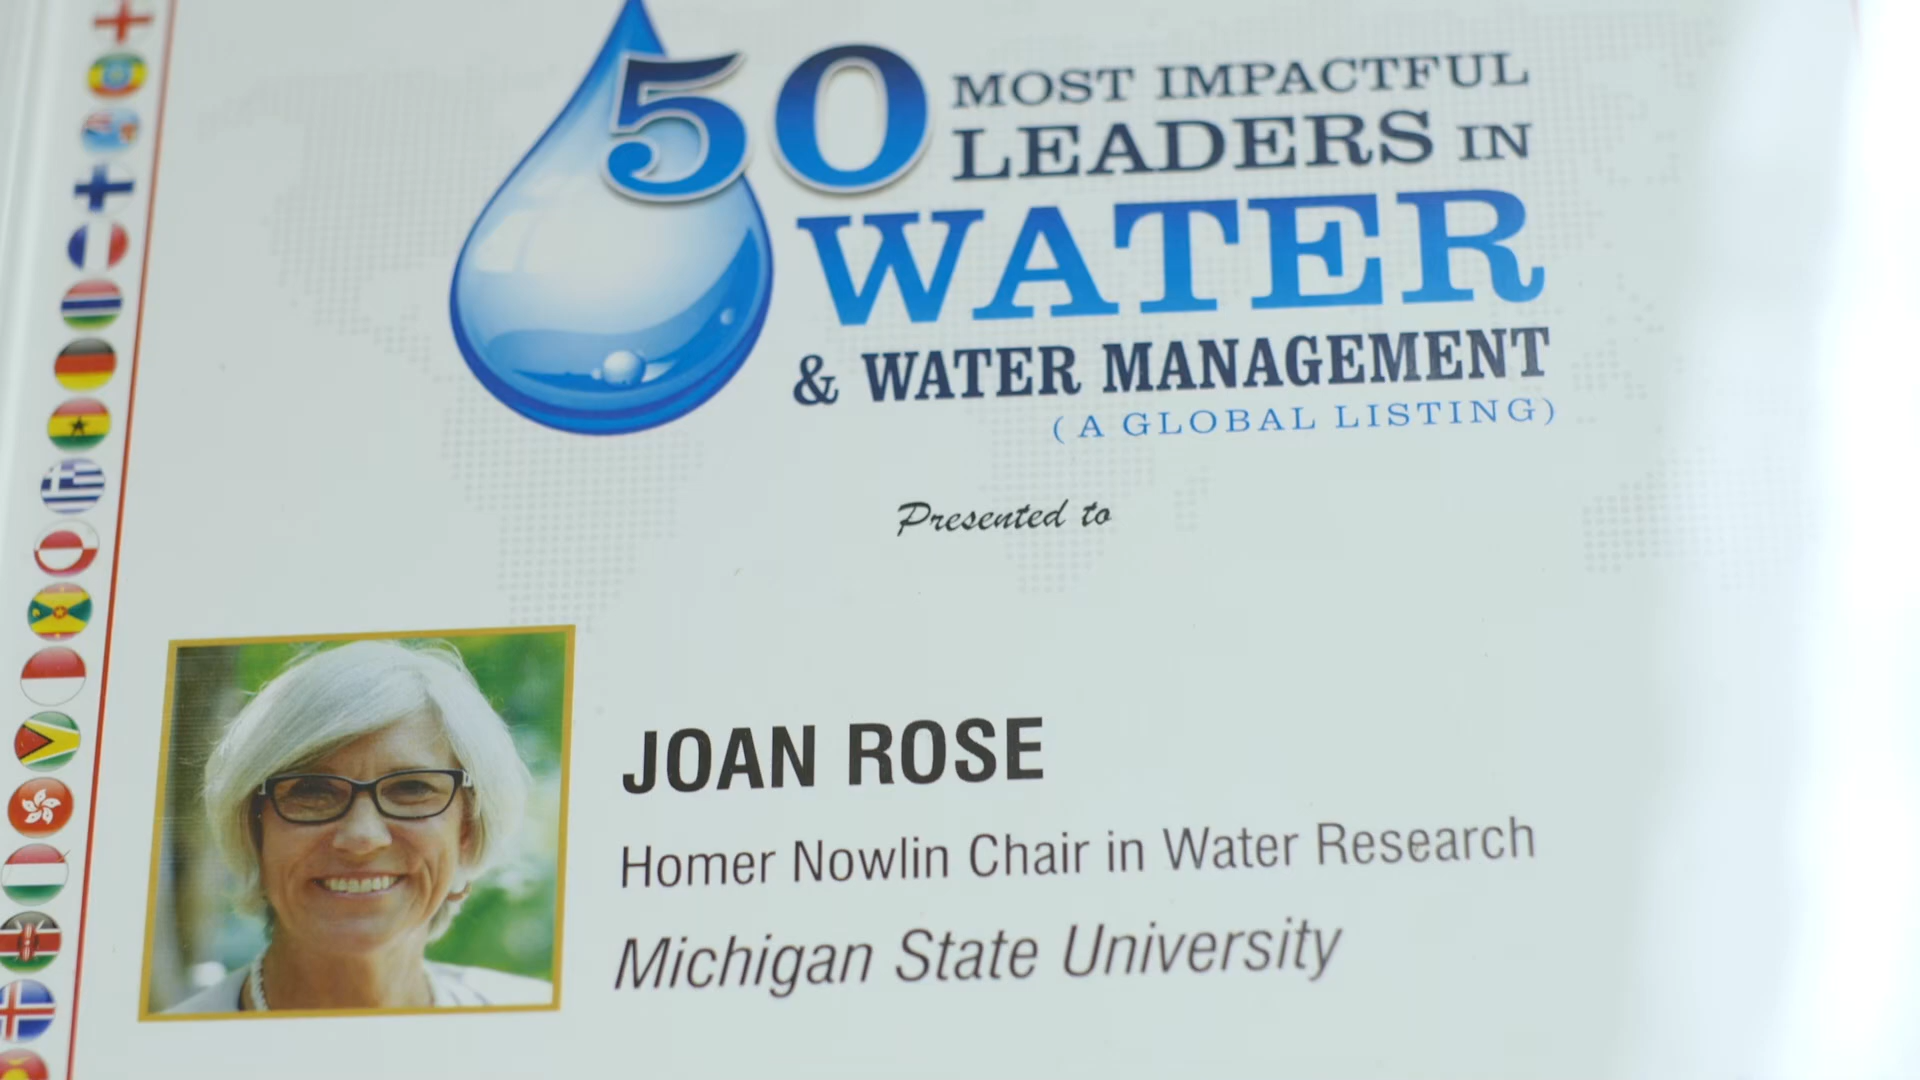 50 MOST IMPACTFUL
LEADERS IN
WATER
& WATER MANAGEMENT
( A GLOBAL LISTING)
Presented to
JOAN ROSE
Homer Nowlin Chair in Water Research
Michigan State University